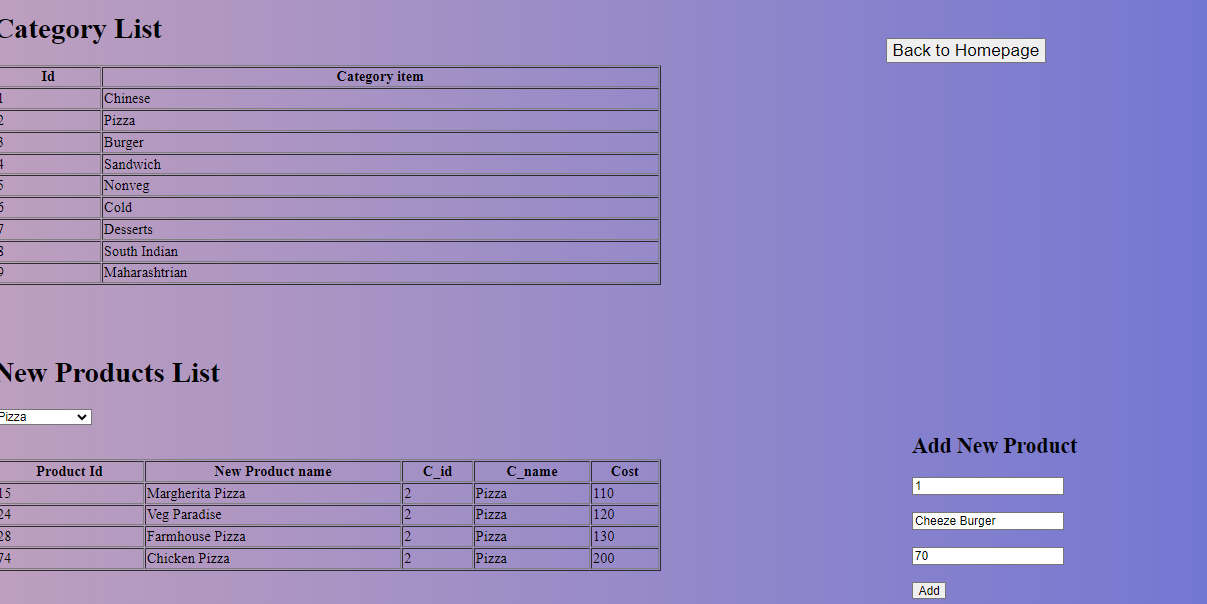 Category List
Back to Homepage
Id Category item
1 Chinese
2 Pizza
3 Burger
4 Sandwich
5 Nonveg
6 Cold
7 Desserts
8 South Indian
9 Maharashtrian
New Products List
Pizza
Add New Product
Product Id New Product name C_id C_name Cost
15 Margherita Pizza 2 Pizza 110
24 Veg Paradise 2 Pizza 120
28 Farmhouse Pizza 2 Pizza 130
74 Chicken Pizza 2 Pizza 200
1
Cheeze Burger
70
Add